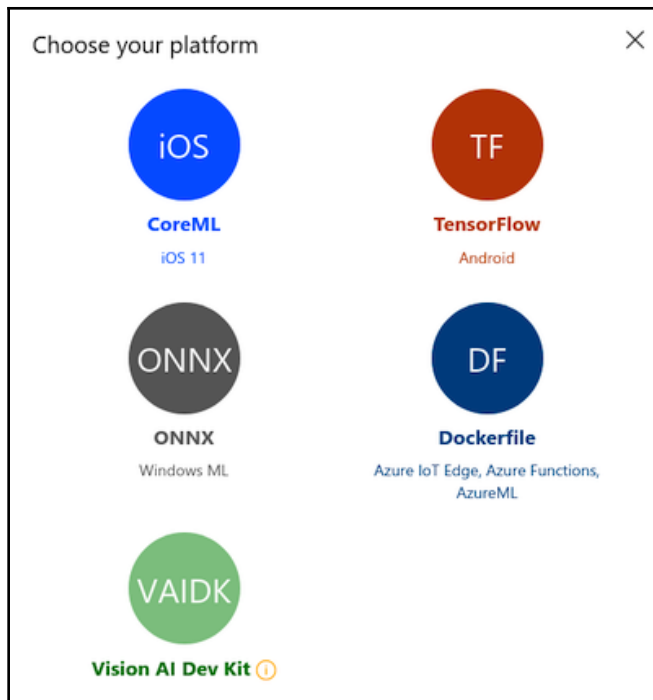 Choose your platform
iOS
TF
CoreML
TensorFlow
iOS 11
Android
ONNX
DF
ONNX
Dockerfile
Windows ML
Azure IoT Edge, Azure Functions,
AzureML
VAIDK
Vision AI Dev Kit